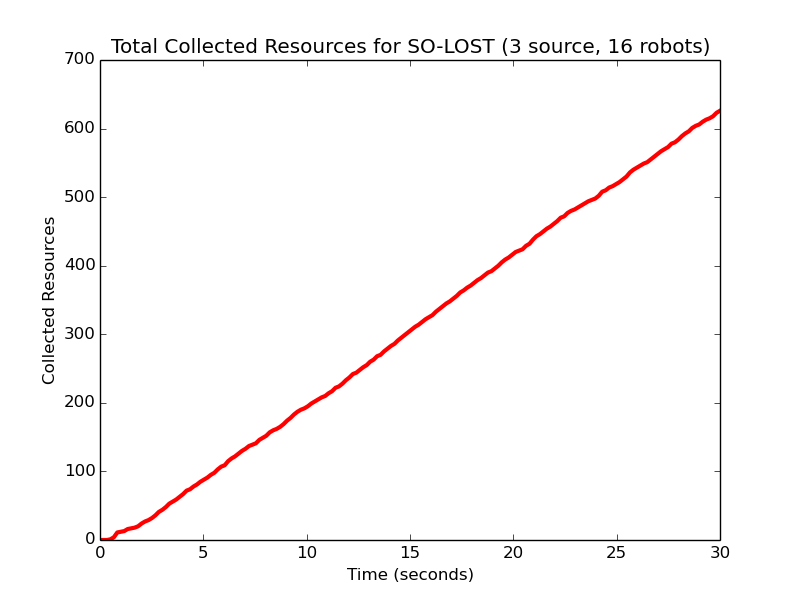 Total Collected Resources for SO-LOST (3 source, 16 robots)
700
600
500
400
300
200
100
0
Collected Resources
0 5 10 15 20 25 30
Time (seconds)